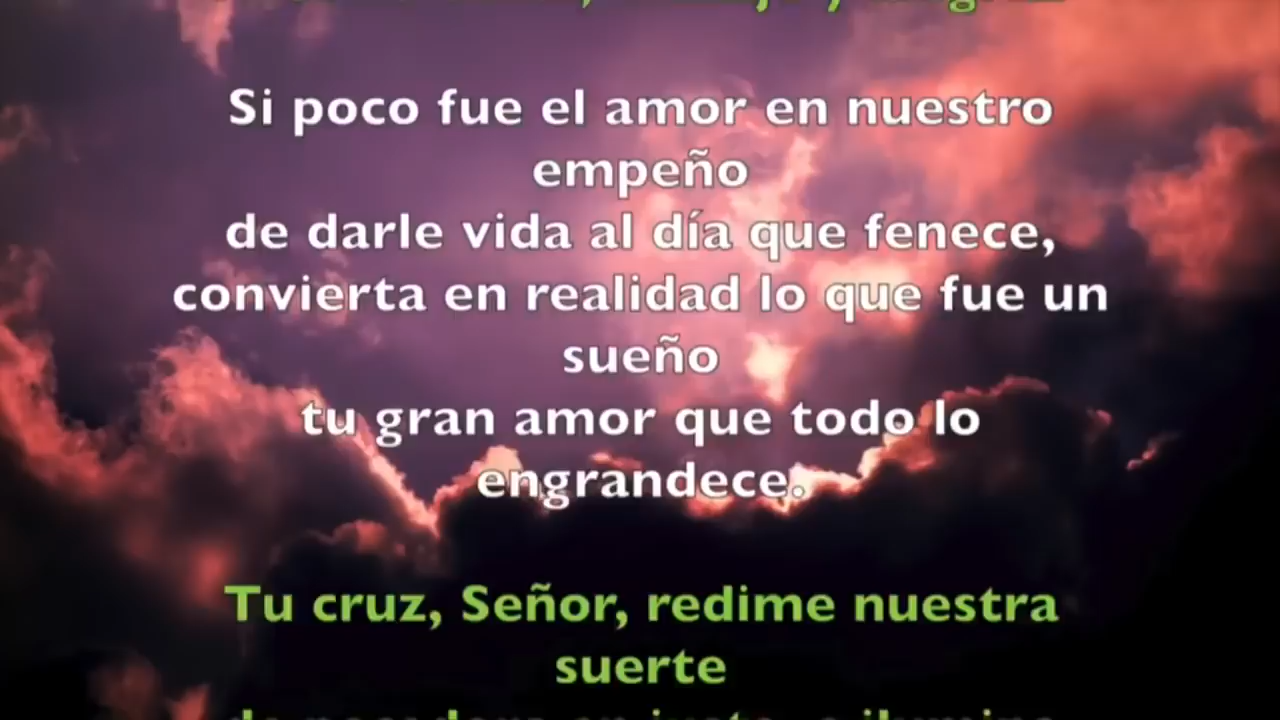 Si poco fue el amor en nuestro
empeño
de darle vida al día que fenece,
convierta en realidad lo que fue un
sueño
tu gran amor que todo lo
engrandece.
Tu cruz, Señor, redime nuestra
suerte